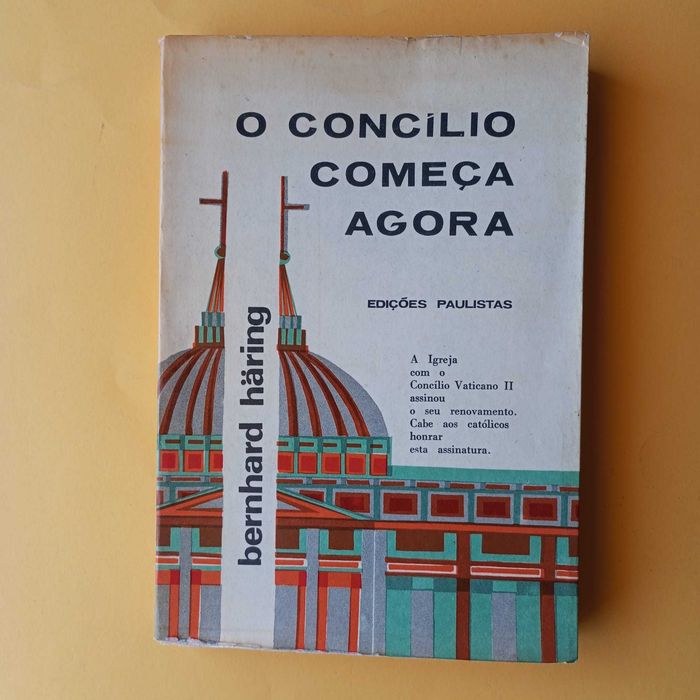 O CONCÍLIO
COMEÇA
AGORA
EDIÇÕES PAULISTAS
A Igreja
com o
Concílio Vaticano II
assinou
o seu renovamento.
Cabe aos católicos
honrar
esta assinatura.
bernhard häring